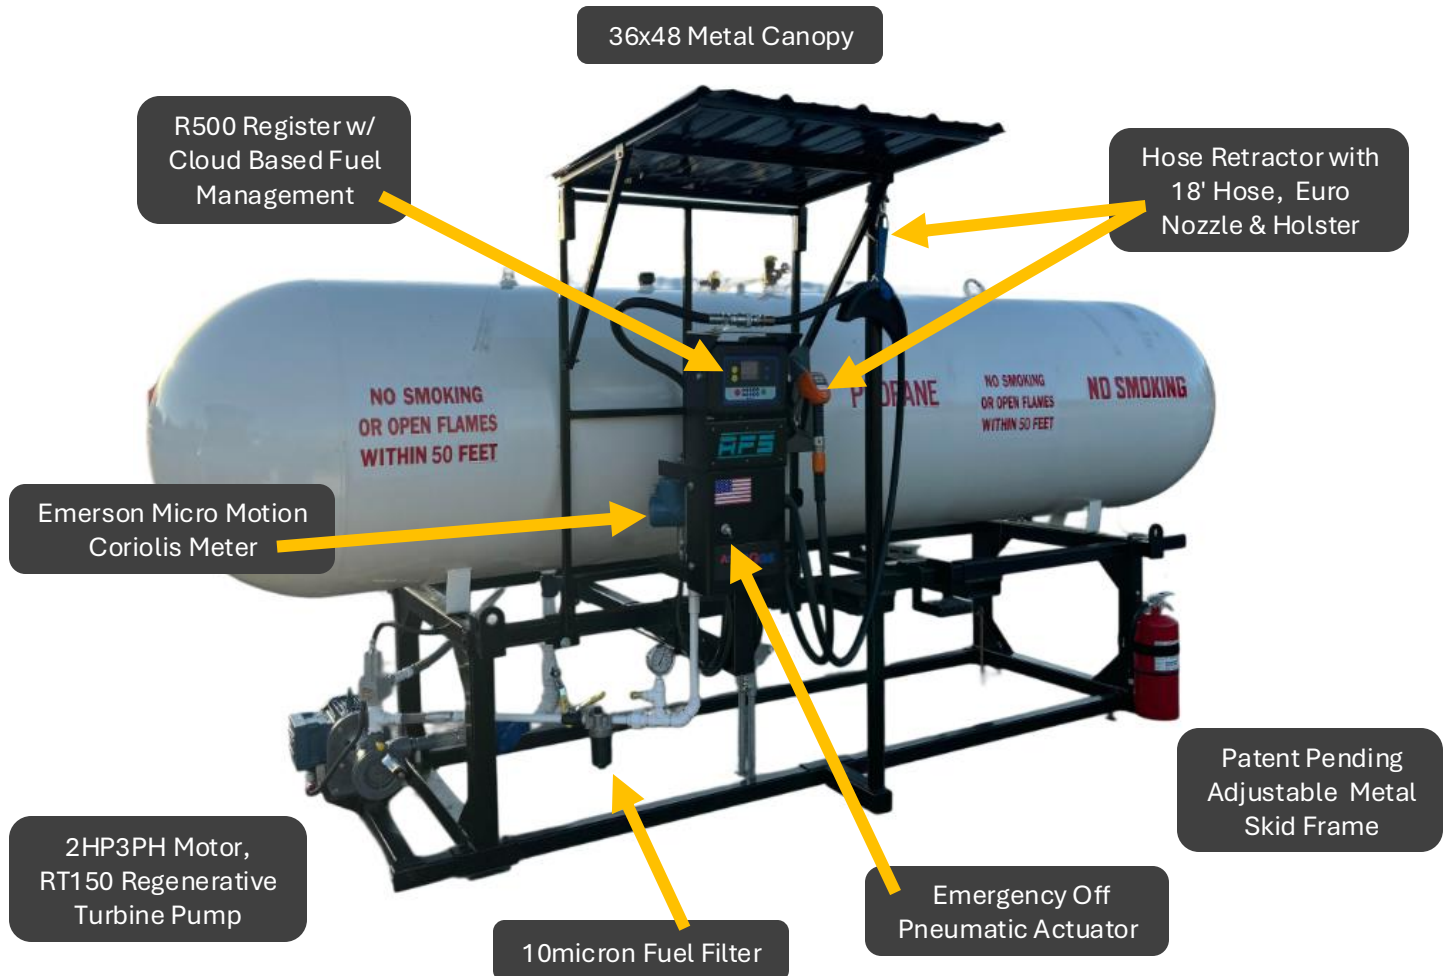 36x48 Metal Canopy
R500 Register w/
Cloud Based Fuel
Management
Hose Retractor with
18' Hose, Euro
Nozzle & Holster
NO SMOKING
OR OPEN FLAMES
WITHIN 50 FEET
PROPANE
NO SMOKING
OR OPEN FLAMES
WITHIN 50 FEET
NO SMOKING
AFS
Emerson Micro Motion
Coriolis Meter
Patent Pending
Adjustable Metal
Skid Frame
2HP3PH Motor,
RT150 Regenerative
Turbine Pump
Emergency Off
Pneumatic Actuator
10micron Fuel Filter